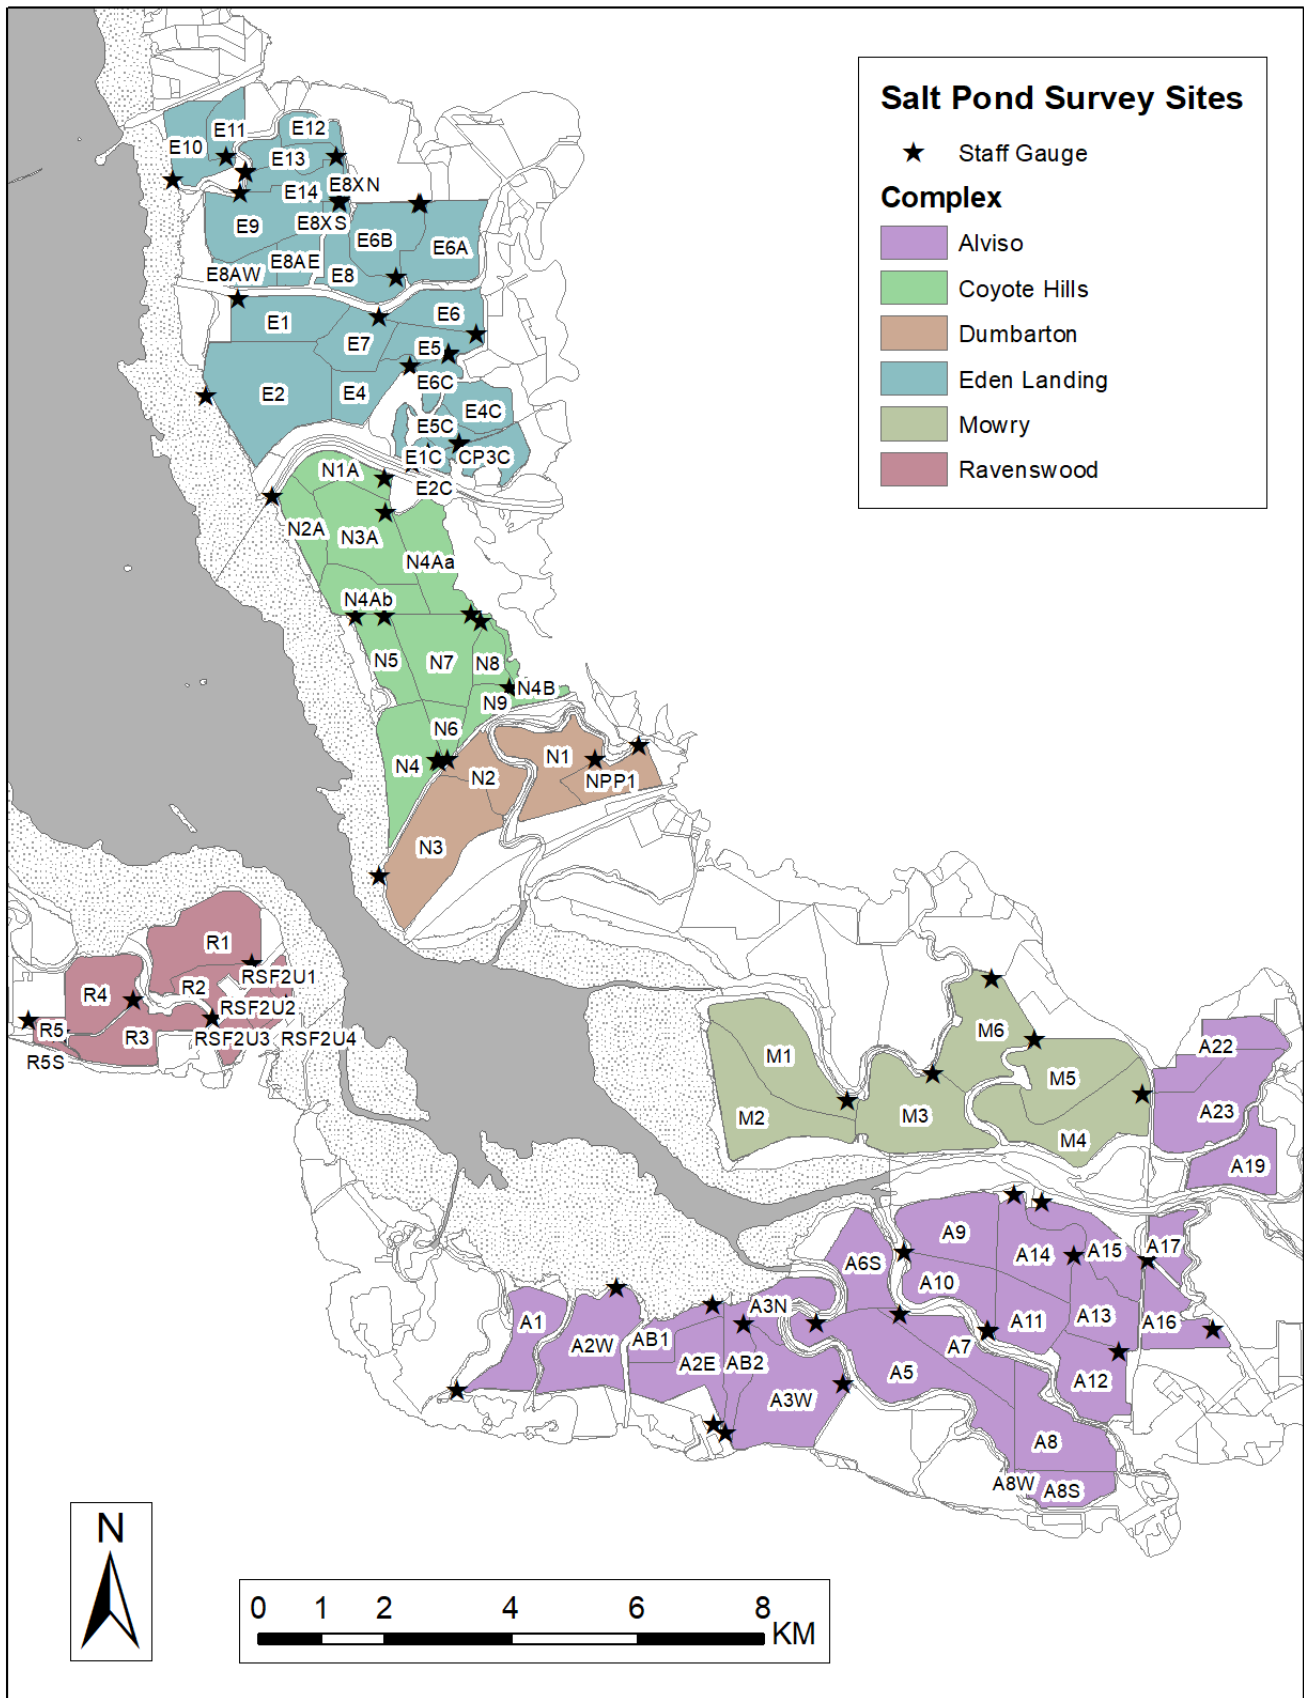 Salt Pond Survey Sites
Staff Gauge
Complex
Alviso
Coyote Hills
Dumbarton
Eden Landing
Mowry
Ravenswood
E10
E11
E12
E13
E14
E8XN
E9
E8XS
E6B
E6A
E8AE
E8AW
E8
E1
E6
E7
E5
E6C
E2
E4
E4C
E5C
E1C
CP3C
E2C
N1A
N2A
N3A
N4Aa
N4Ab
N5
N7
N8
N4B
N9
N6
N4
N2
N1
NPP1
N3
R1
RSF2U1
R2
R4
RSF2U2
R5
R3
RSF2U3
RSF2U4
R5S
M1
M6
M5
M2
M3
M4
A22
A23
A19
A9
A6S
A14
A15
A17
A10
A3N
A1
A11
A13
A16
AB1
A2W
A7
A2E
AB2
A5
A12
A3W
A8
A8W
A8S
N
0 1 2 4 6 8
KM